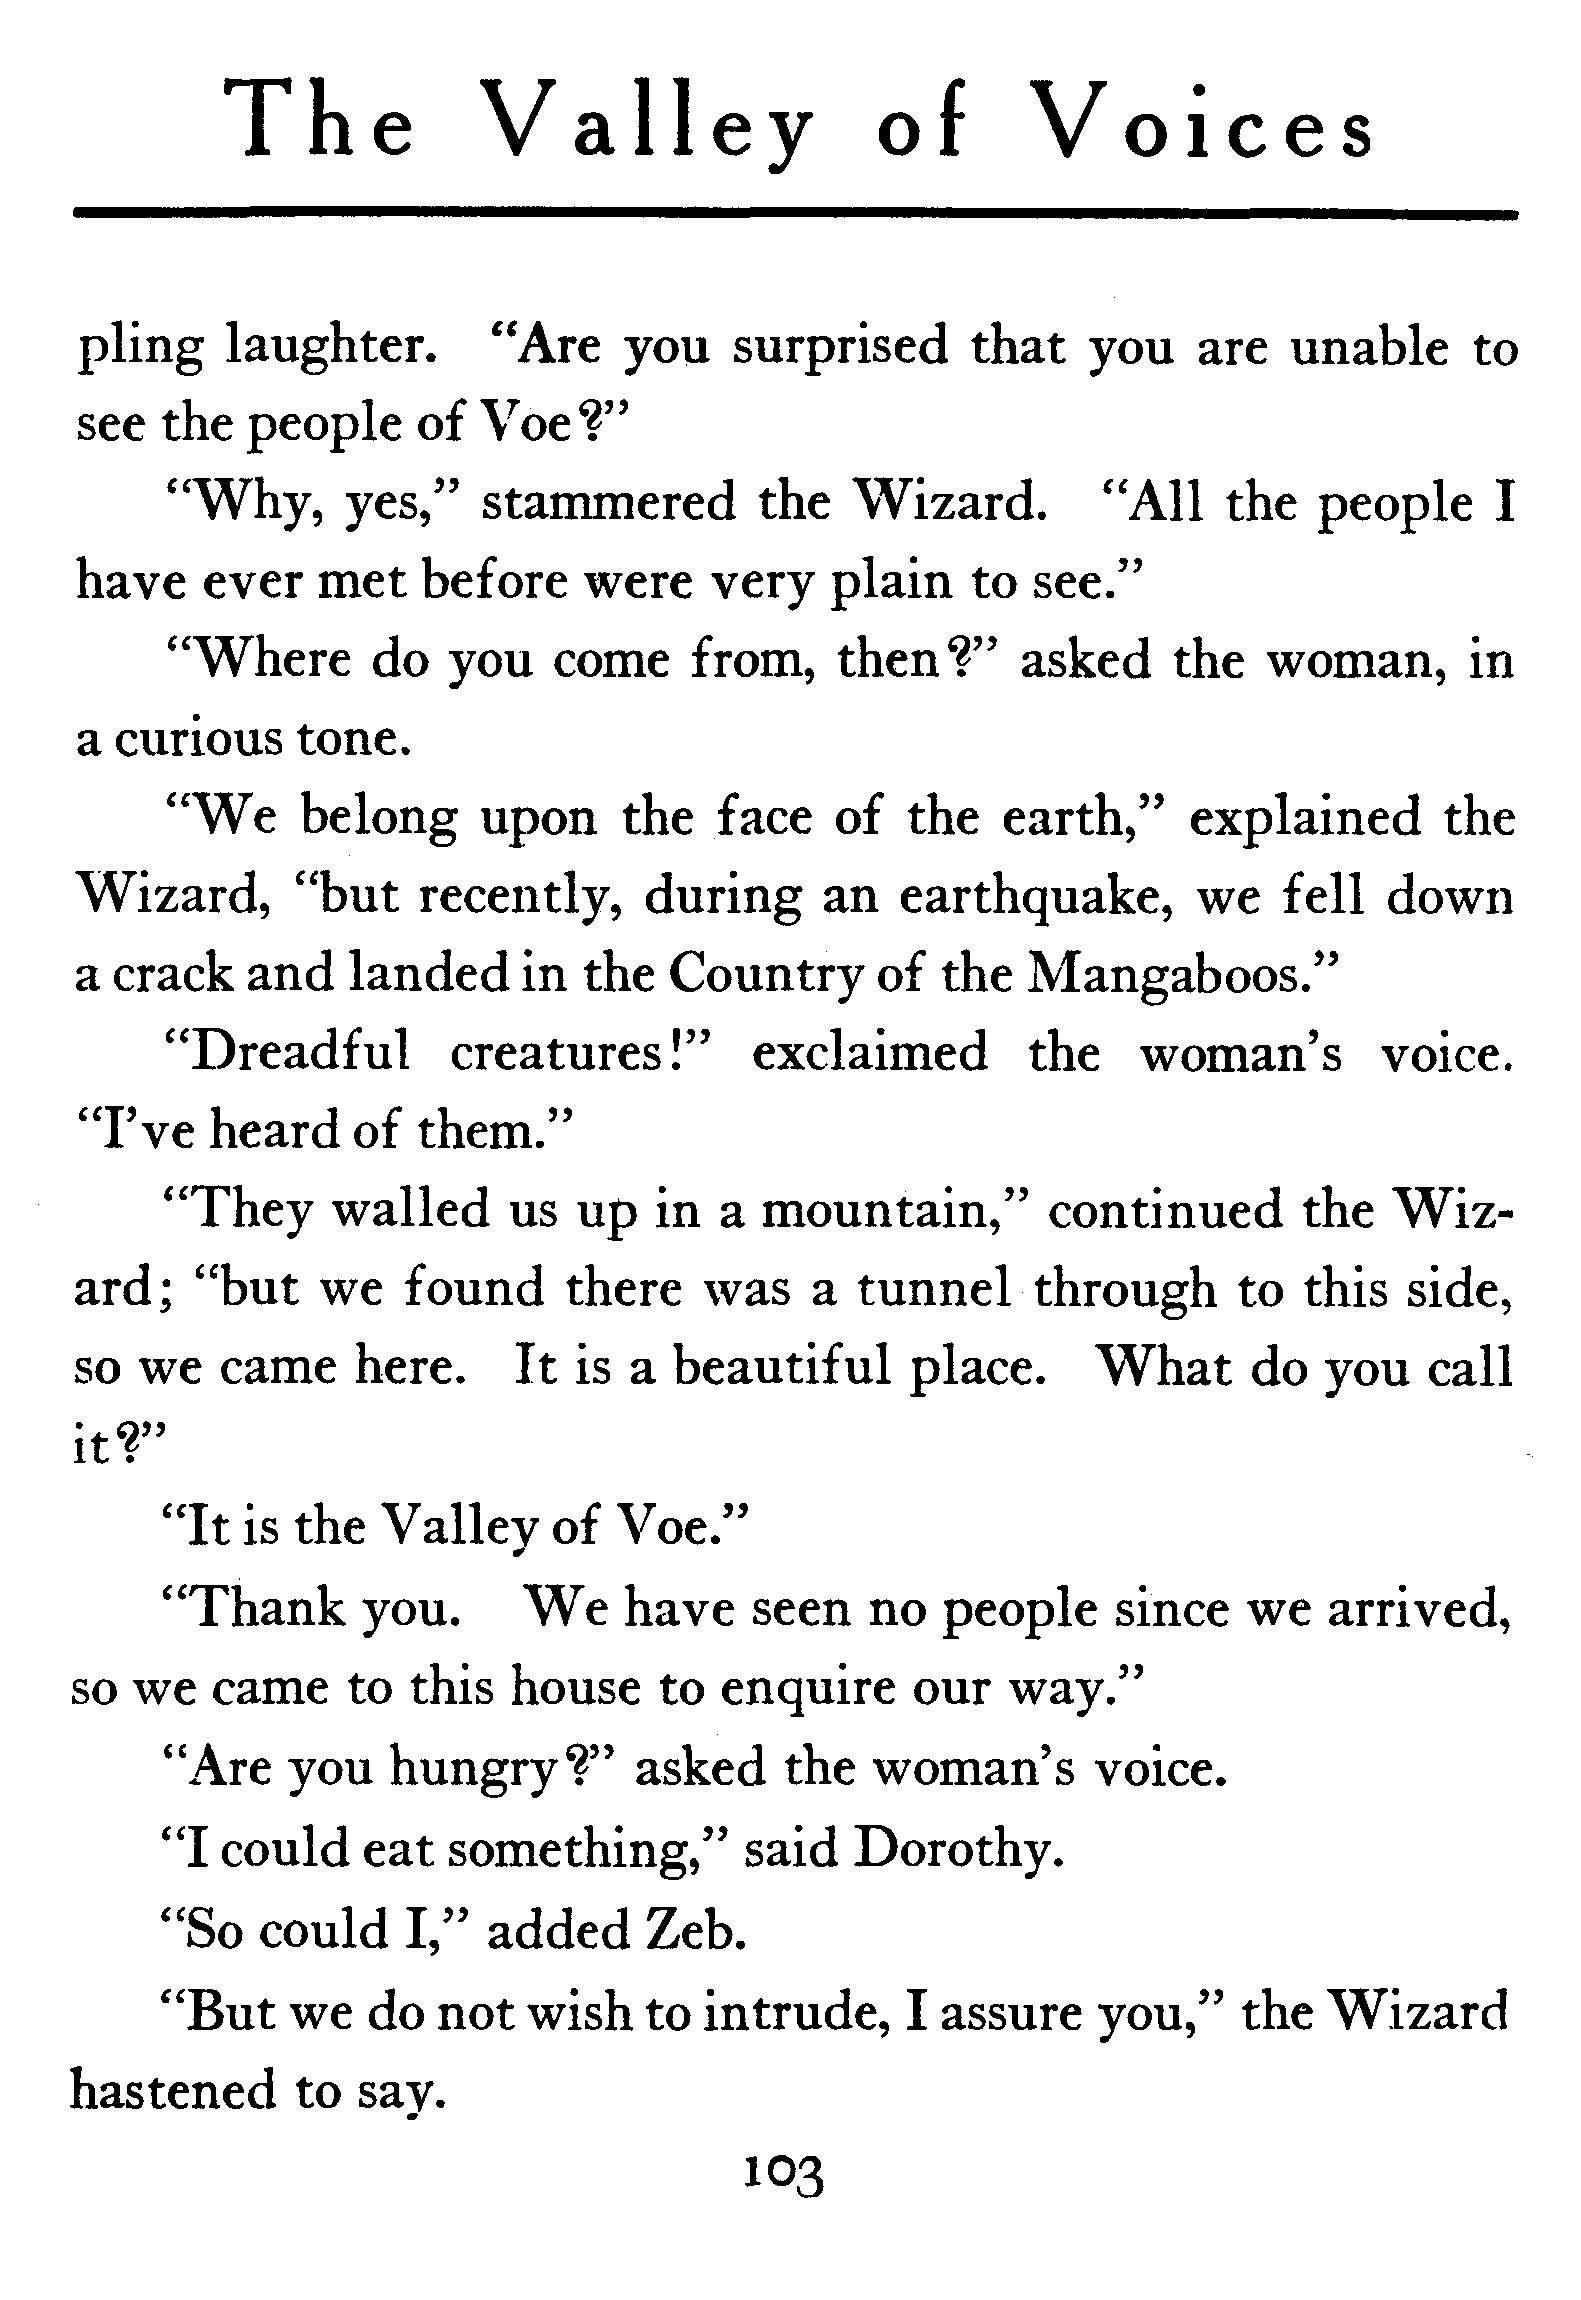 The Valley of Voices
pling laughter. “Are you surprised that you are unable to
see the people of Voe?”
“Why, yes,” stammered the Wizard. “All the people I
have ever met before were very plain to see.”
“Where do you come from, then?” asked the woman, in
a curious tone.
“We belong upon the face of the earth,” explained the
Wizard, “but recently, during an earthquake, we fell down
a crack and landed in the Country of the Mangaboos.”
“Dreadful creatures!” exclaimed the woman’s voice.
“I’ve heard of them.”
“They walled us up in a mountain,” continued the Wiz-
ard; “but we found there was a tunnel through to this side,
so we came here. It is a beautiful place. What do you call
it?”
“It is the Valley of Voe.”
“Thank you. We have seen no people since we arrived,
so we came to this house to enquire our way.”
“Are you hungry?” asked the woman’s voice.
“I could eat something,” said Dorothy.
“So could I,” added Zeb.
“But we do not wish to intrude, I assure you,” the Wizard
hastened to say.
103